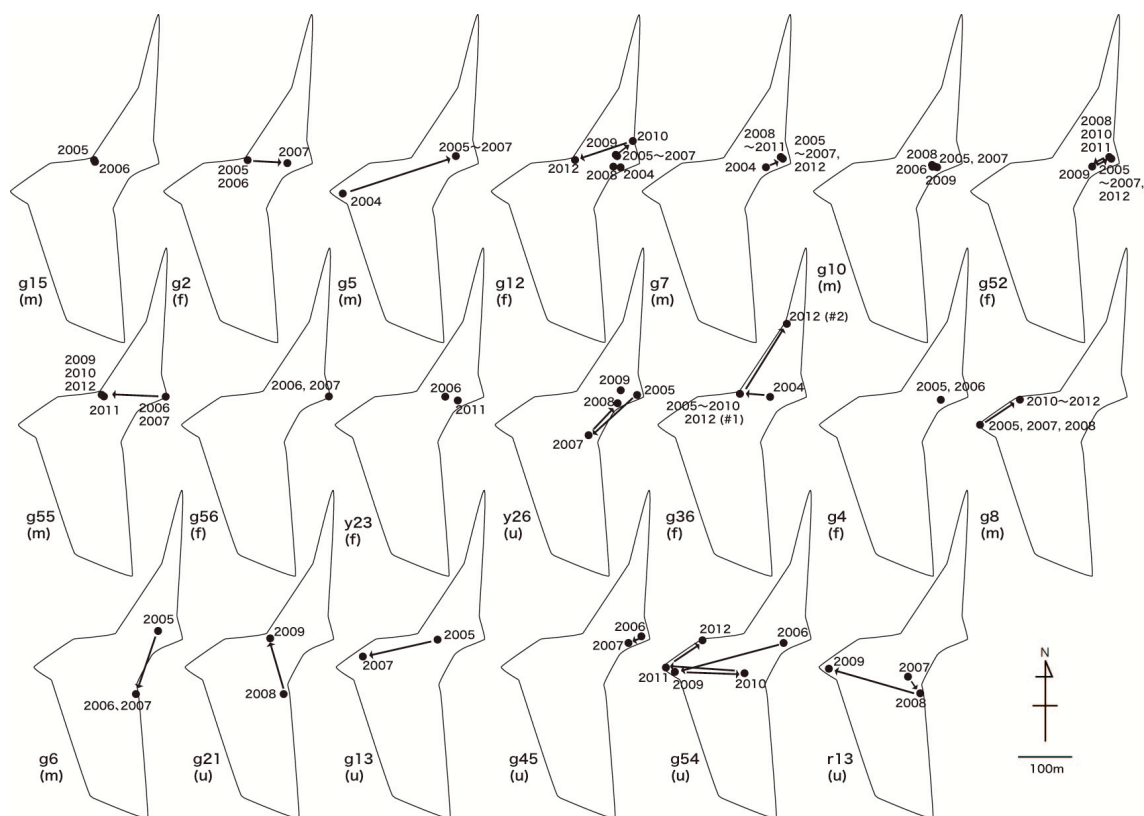 2005
2006
g15
(m)
2007
2005
2006
g2
(f)
2005~2007
2004
g5
(m)
2009
2010
2005~2007
2012
2008
2004
g12
(f)
2008
~2011
2005
~2007,
2012
2004
g7
(m)
2008
2005, 2007
2006
2009
g10
(m)
2008
2010
2011
2009
2005
~2007,
2012
g52
(f)
2009
2010
2012
2011
2006
2007
g55
(m)
2006, 2007
g56
(f)
2006
2011
y23
(f)
2009
2005
2008
2007
y26
(u)
2012 (#2)
2004
2005~2010
2012 (#1)
g36
(f)
2005, 2006
g4
(f)
2010~2012
2005, 2007, 2008
g8
(m)
2005
2006、2007
g6
(m)
2009
2008
g21
(u)
2005
2007
g13
(u)
2006
2007
g45
(u)
2012
2006
2011
2009
2010
g54
(u)
2009
2007
2008
r13
(u)
N
100m